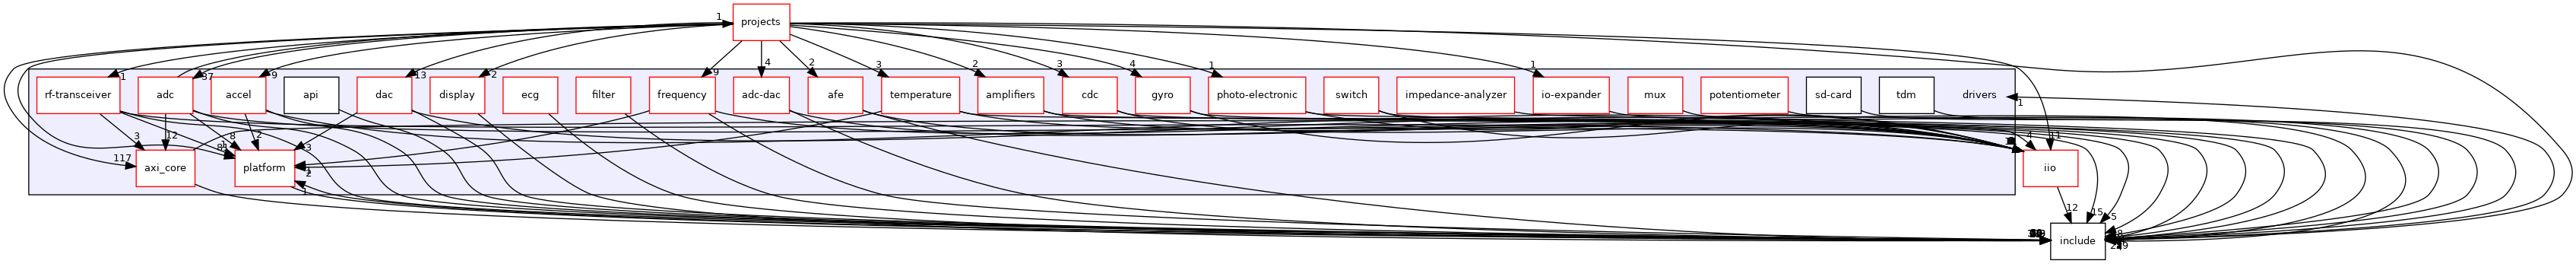 projects
1
1
37
9
13
2
9
4
2
3
2
3
4
1
1
rf-transceiver
adc
accel
api
dac
display
ecg
filter
frequency
adc-dac
afe
temperature
amplifiers
cdc
gyro
photo-electronic
switch
impedance-analyzer
io-expander
mux
potentiometer
sd-card
tdm
drivers
1
3
12
8
2
4
11
117
axi_core
platform
3
2
1
iio
12
15
5
include